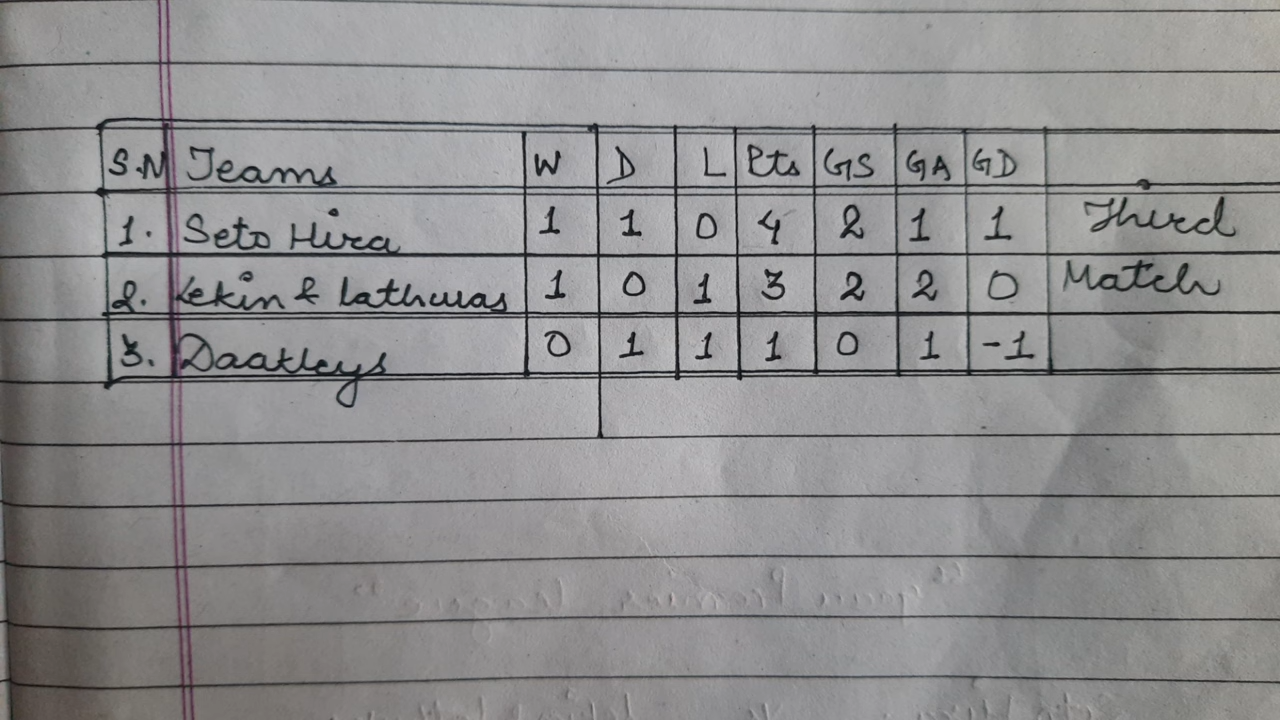 S.N Teams W D L Pts GS GA GD
1. Seto Hira 1 1 0 4 2 1 1 Third
2. Lekin & Lathuwas 1 0 1 3 2 2 0 Match
3. Daatleys 0 1 1 1 0 1 -1